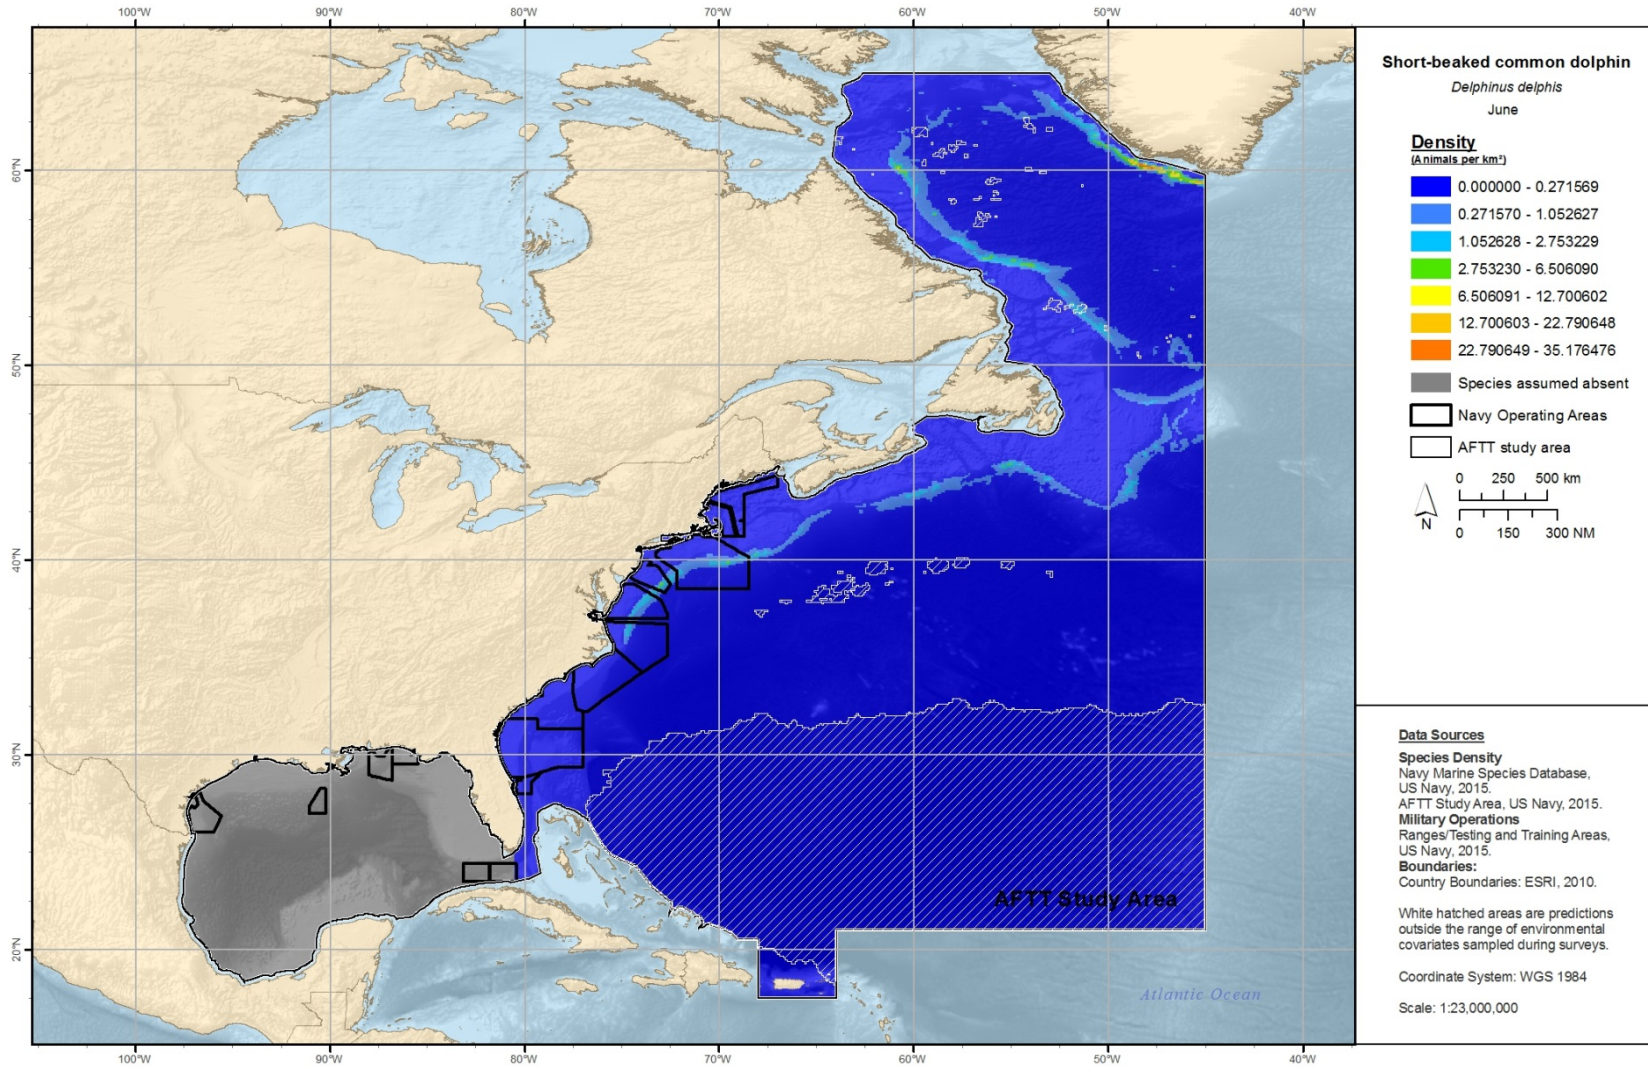 100°W 90°W 80°W 70°W 60°W 50°W 40°W
60°N
50°N
40°N
30°N
20°N
AFTT Study Area
Atlantic Ocean
100°W 90°W 80°W 70°W 60°W 50°W 40°W
Short-beaked common dolphin
Delphinus delphis
June
Density
(Animals per km²)
0.000000 - 0.271569
0.271570 - 1.052627
1.052628 - 2.753229
2.753230 - 6.506090
6.506091 - 12.700602
12.700603 - 22.790648
22.790649 - 35.176476
Species assumed absent
Navy Operating Areas
AFTT study area
0 250 500 km
0 150 300 NM
N
Data Sources
Species Density
Navy Marine Species Database,
US Navy, 2015.
AFTT Study Area, US Navy, 2015.
Military Operations
Ranges/Testing and Training Areas,
US Navy, 2015.
Boundaries:
Country Boundaries: ESRI, 2010.
White hatched areas are predictions
outside the range of environmental
covariates sampled during surveys.
Coordinate System: WGS 1984
Scale: 1:23,000,000